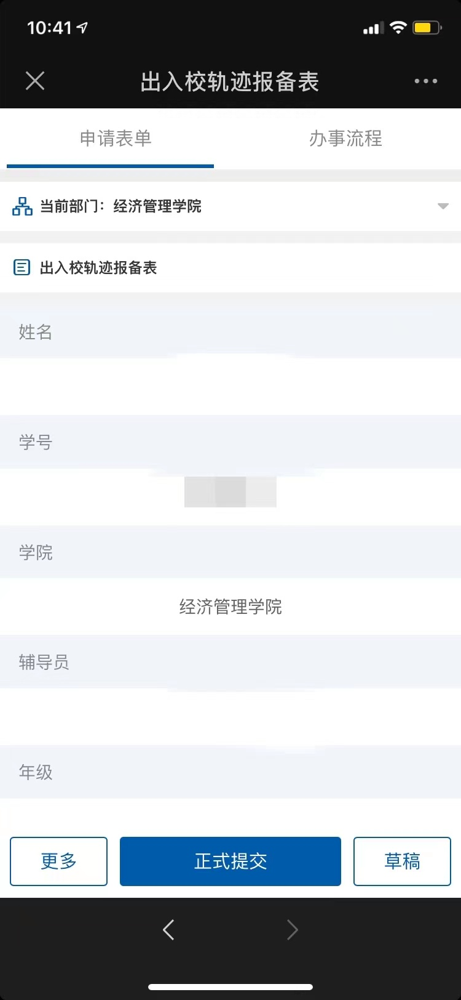 10:41
出入校轨迹报备表
申请表单
办事流程
当前部门：经济管理学院
出入校轨迹报备表
姓名
学号
学院
经济管理学院
辅导员
年级
更多
正式提交
草稿